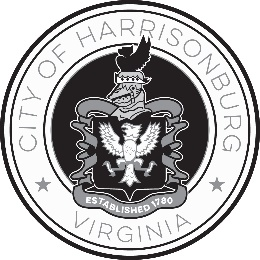 CITY OF HARRISONBURG
ESTABLISHED 1780
VIRGINIA